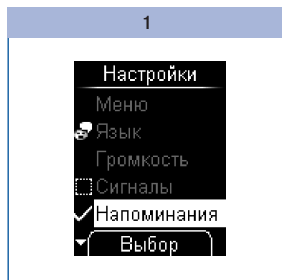 1
Настройки
Меню
Язык
Громкость
Сигналы
Напоминания
Выбор